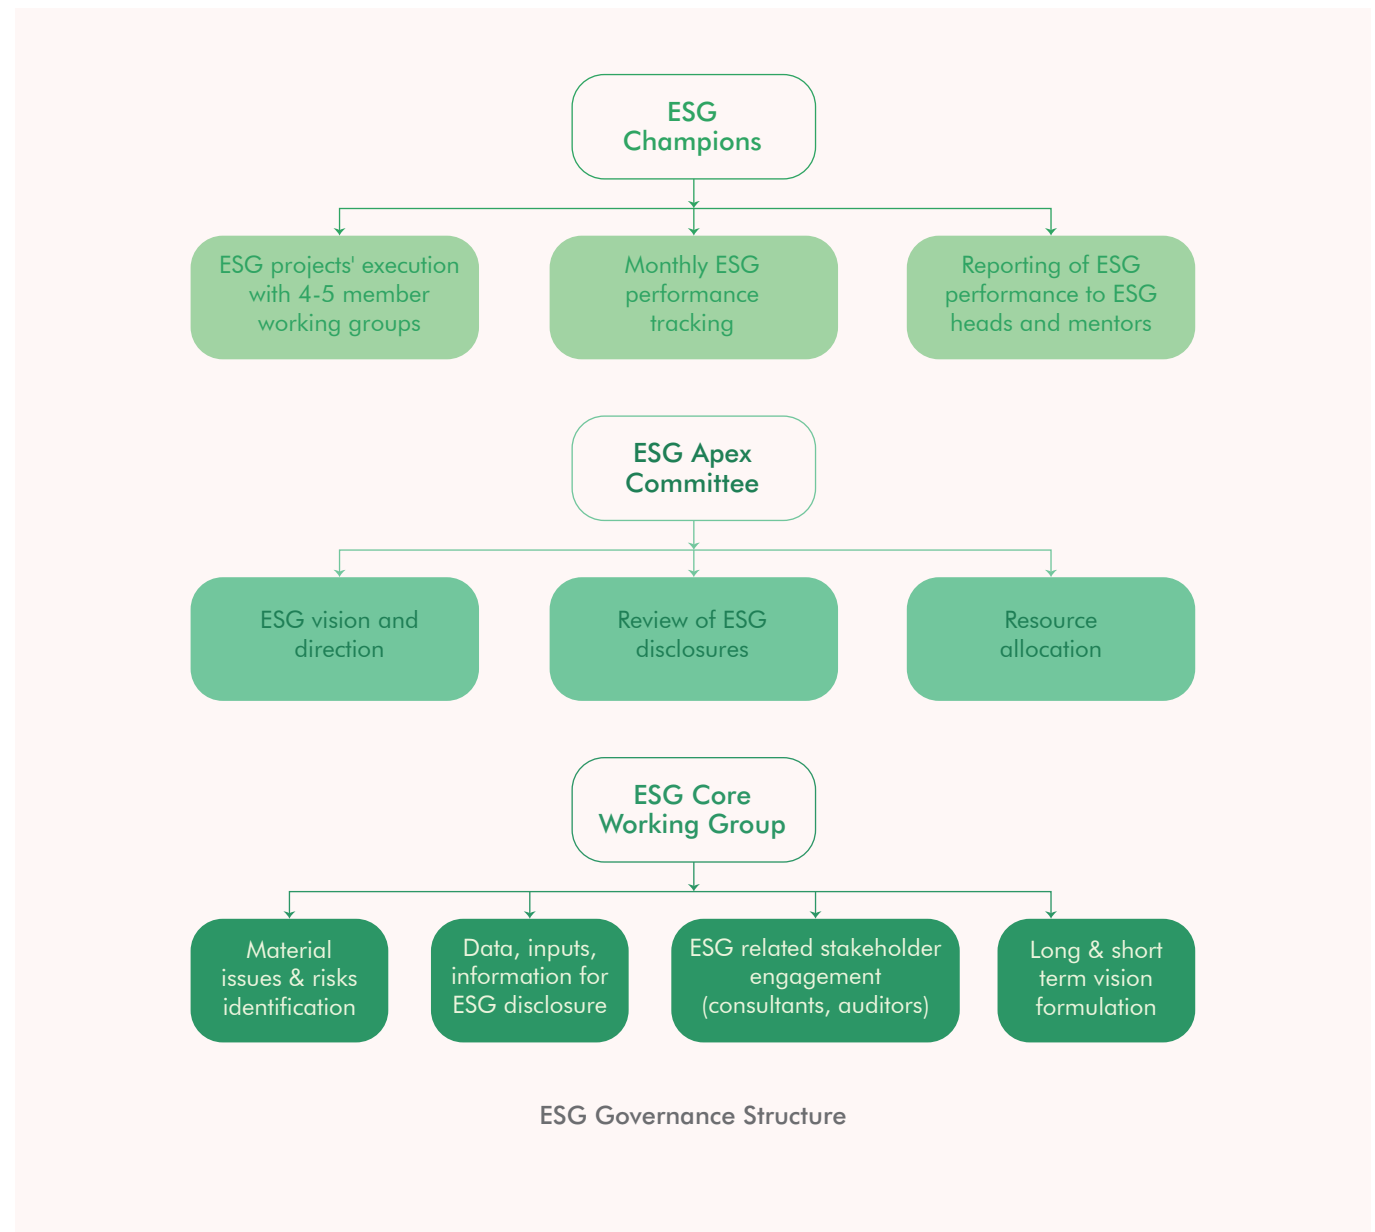 ESG
Champions
ESG projects' execution
with 4-5 member
working groups
Monthly ESG
performance
tracking
Reporting of ESG
performance to ESG
heads and mentors
ESG Apex
Committee
ESG vision and
direction
Review of ESG
disclosures
Resource
allocation
ESG Core
Working Group
Material
issues & risks
identification
Data, inputs,
information for
ESG disclosure
ESG related stakeholder
engagement
(consultants, auditors)
Long & short
term vision
formulation
ESG Governance Structure